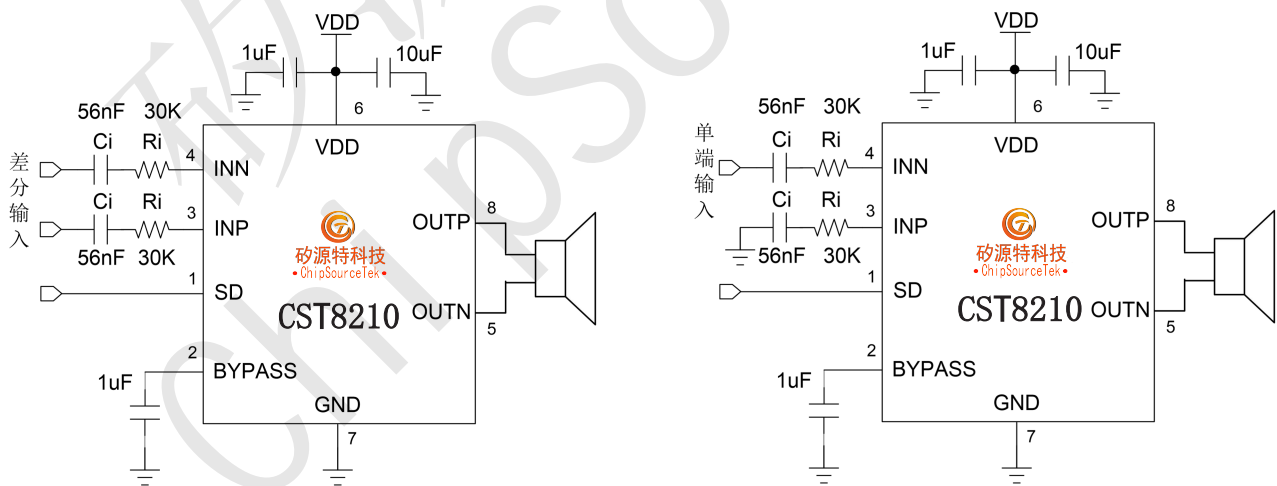 VDD
1uF
10uF
6
56nF 30K
Ci Ri
VDD
差分输入
4
INN
Ci Ri
3
INP
56nF 30K
8
OUTP
矽源特科技
ChipSourceTek
1
SD
CST8210
OUTN
5
2
BYPASS
1uF
GND
7
VDD
1uF
10uF
6
56nF 30K
Ci Ri
VDD
单端输入
4
INN
Ci Ri
3
INP
56nF 30K
8
OUTP
矽源特科技
ChipSourceTek
1
SD
CST8210
OUTN
5
2
BYPASS
1uF
GND
7